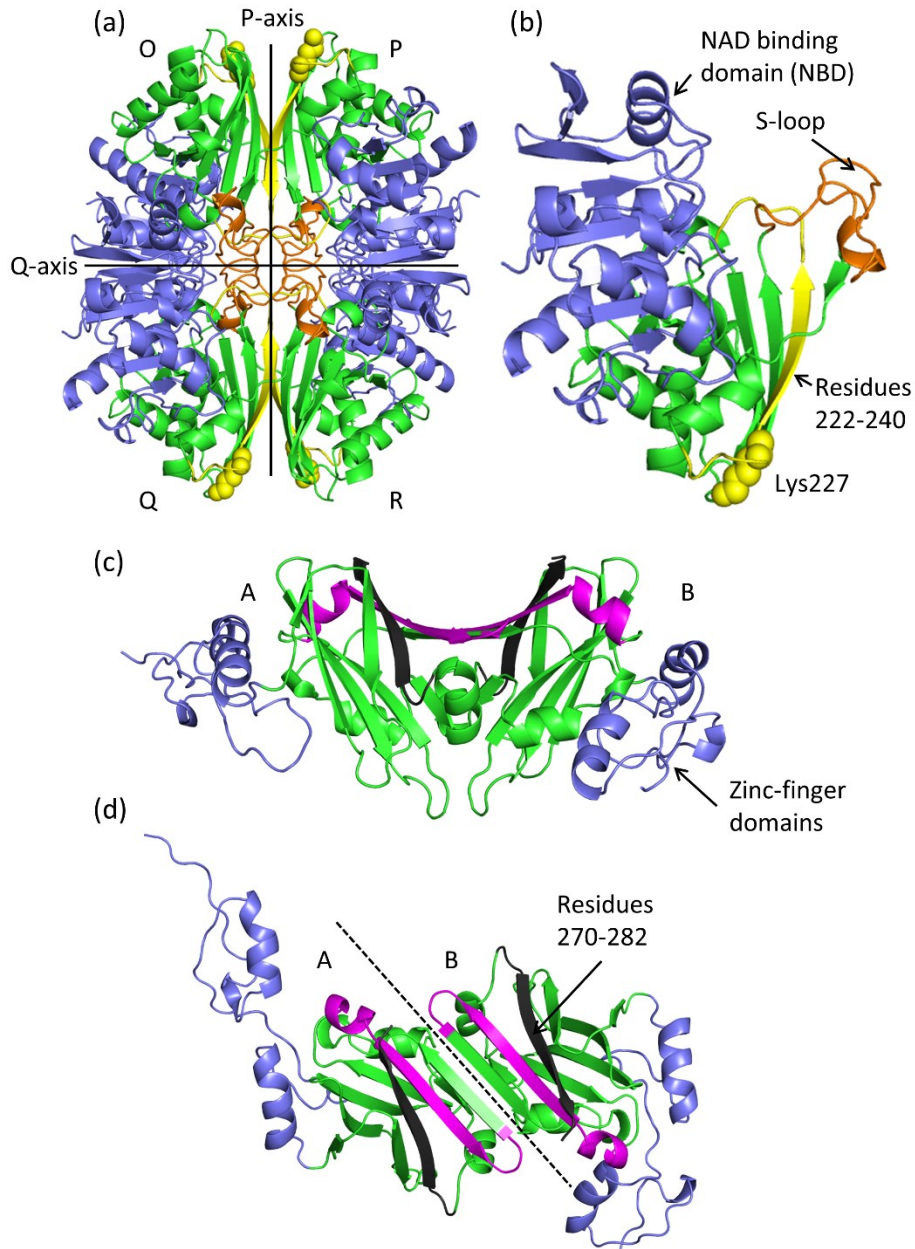 (a)
P-axis
O
P
Q-axis
Q
R
(b)
NAD binding
domain (NBD)
S-loop
Residues
222-240
Lys227
(c)
A
B
Zinc-finger
domains
(d)
Residues
270-282
A
B